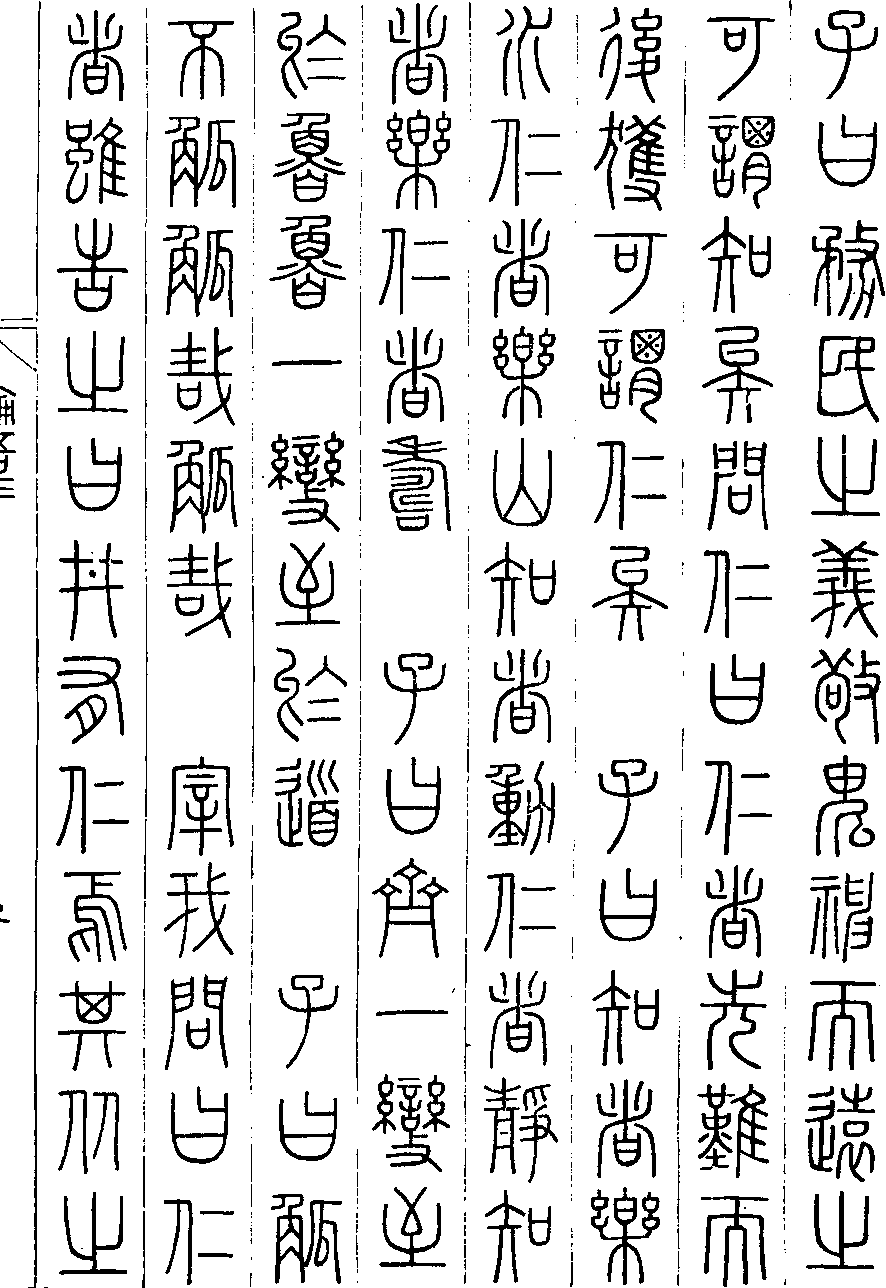 子曰務民之義敬鬼神而遠之
可謂知矣問仁曰仁者先難而
後獲可謂仁矣　子曰知者樂
水仁者樂山知者動仁者靜知
者樂仁者壽　子曰齊一變至
於魯魯一變至於道　子曰觚
不觚觚哉觚哉　宰我問曰仁
者雖告之曰井有仁焉其从之